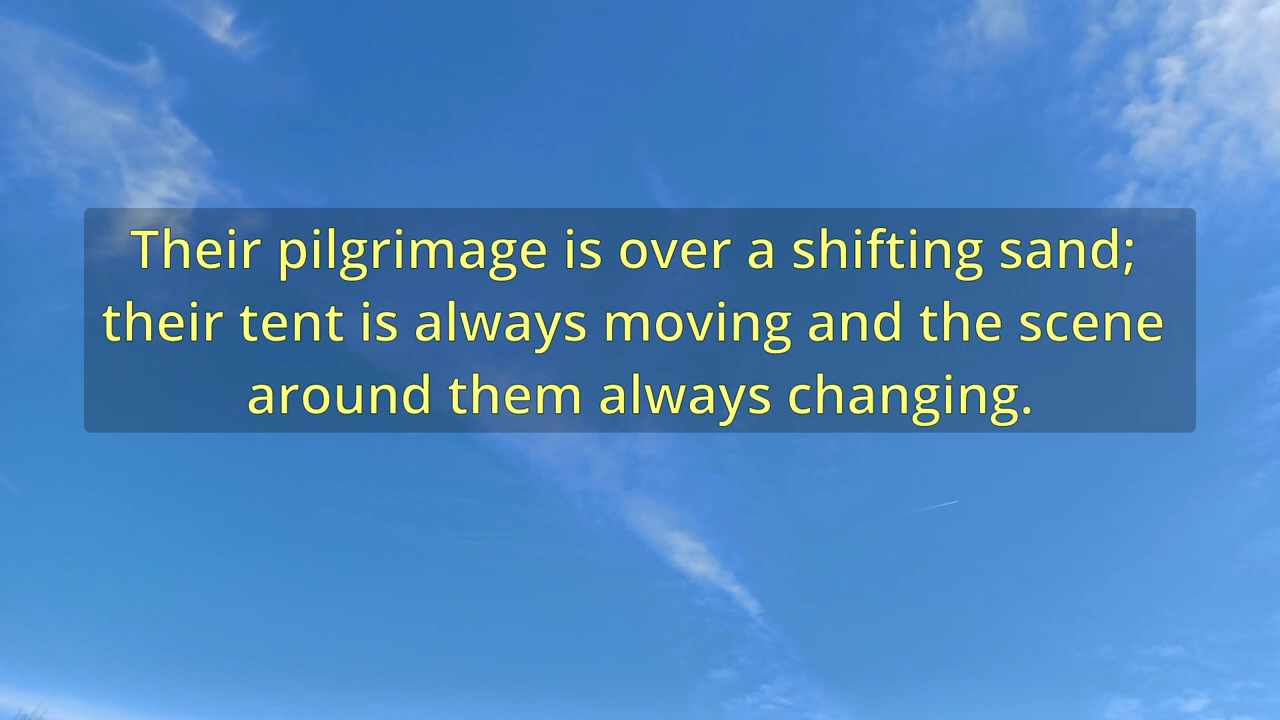 Their pilgrimage is over a shifting sand;
their tent is always moving and the scene
around them always changing.